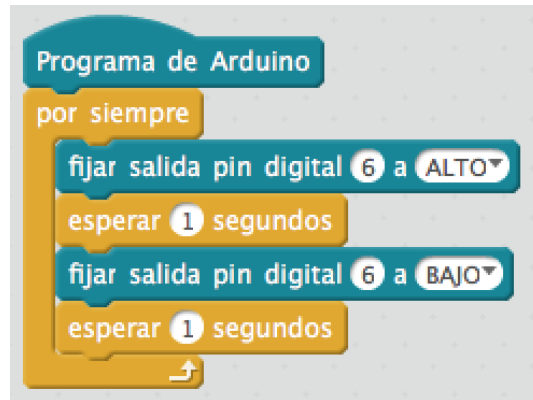 Programa de Arduino
por siempre
fijar salida pin digital 6 a ALTO
esperar 1 segundos
fijar salida pin digital 6 a BAJO
esperar 1 segundos